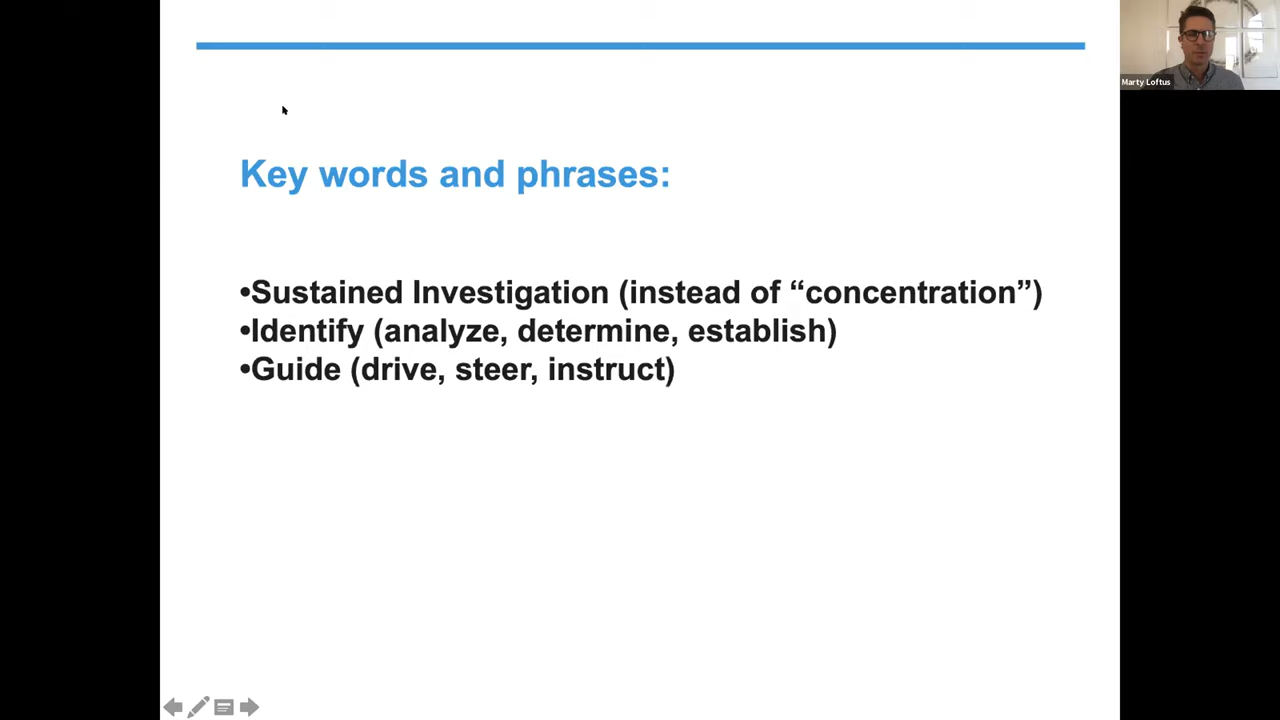 Marty Loftus
Key words and phrases:
•Sustained Investigation (instead of “concentration”)
•Identify (analyze, determine, establish)
•Guide (drive, steer, instruct)